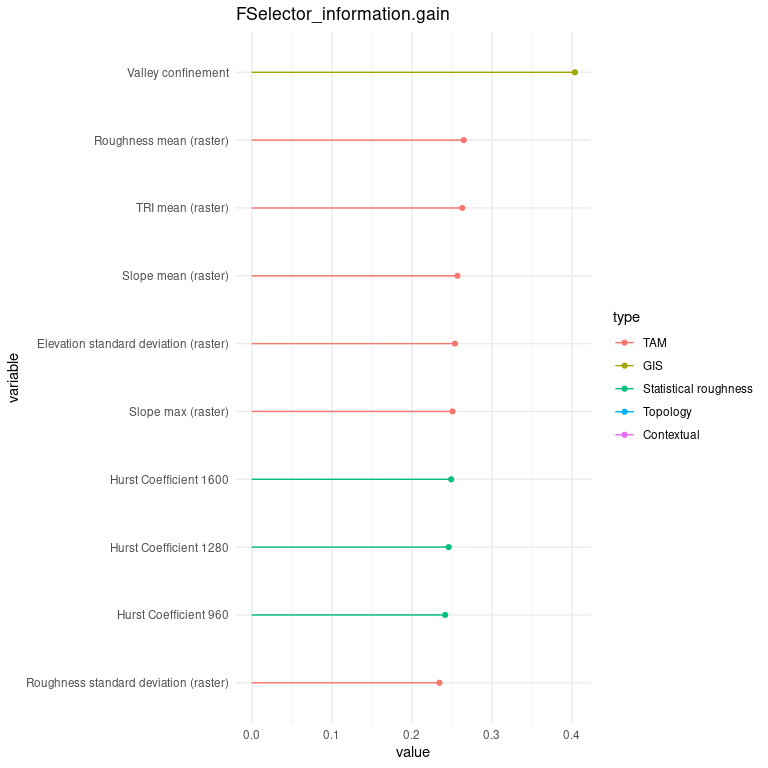 FSelector_information.gain
Valley confinement
Roughness mean (raster)
TRI mean (raster)
Slope mean (raster)
Elevation standard deviation (raster)
Slope max (raster)
Hurst Coefficient 1600
Hurst Coefficient 1280
Hurst Coefficient 960
Roughness standard deviation (raster)
variable
0.0 0.1 0.2 0.3 0.4
value
type
TAM
GIS
Statistical roughness
Topology
Contextual